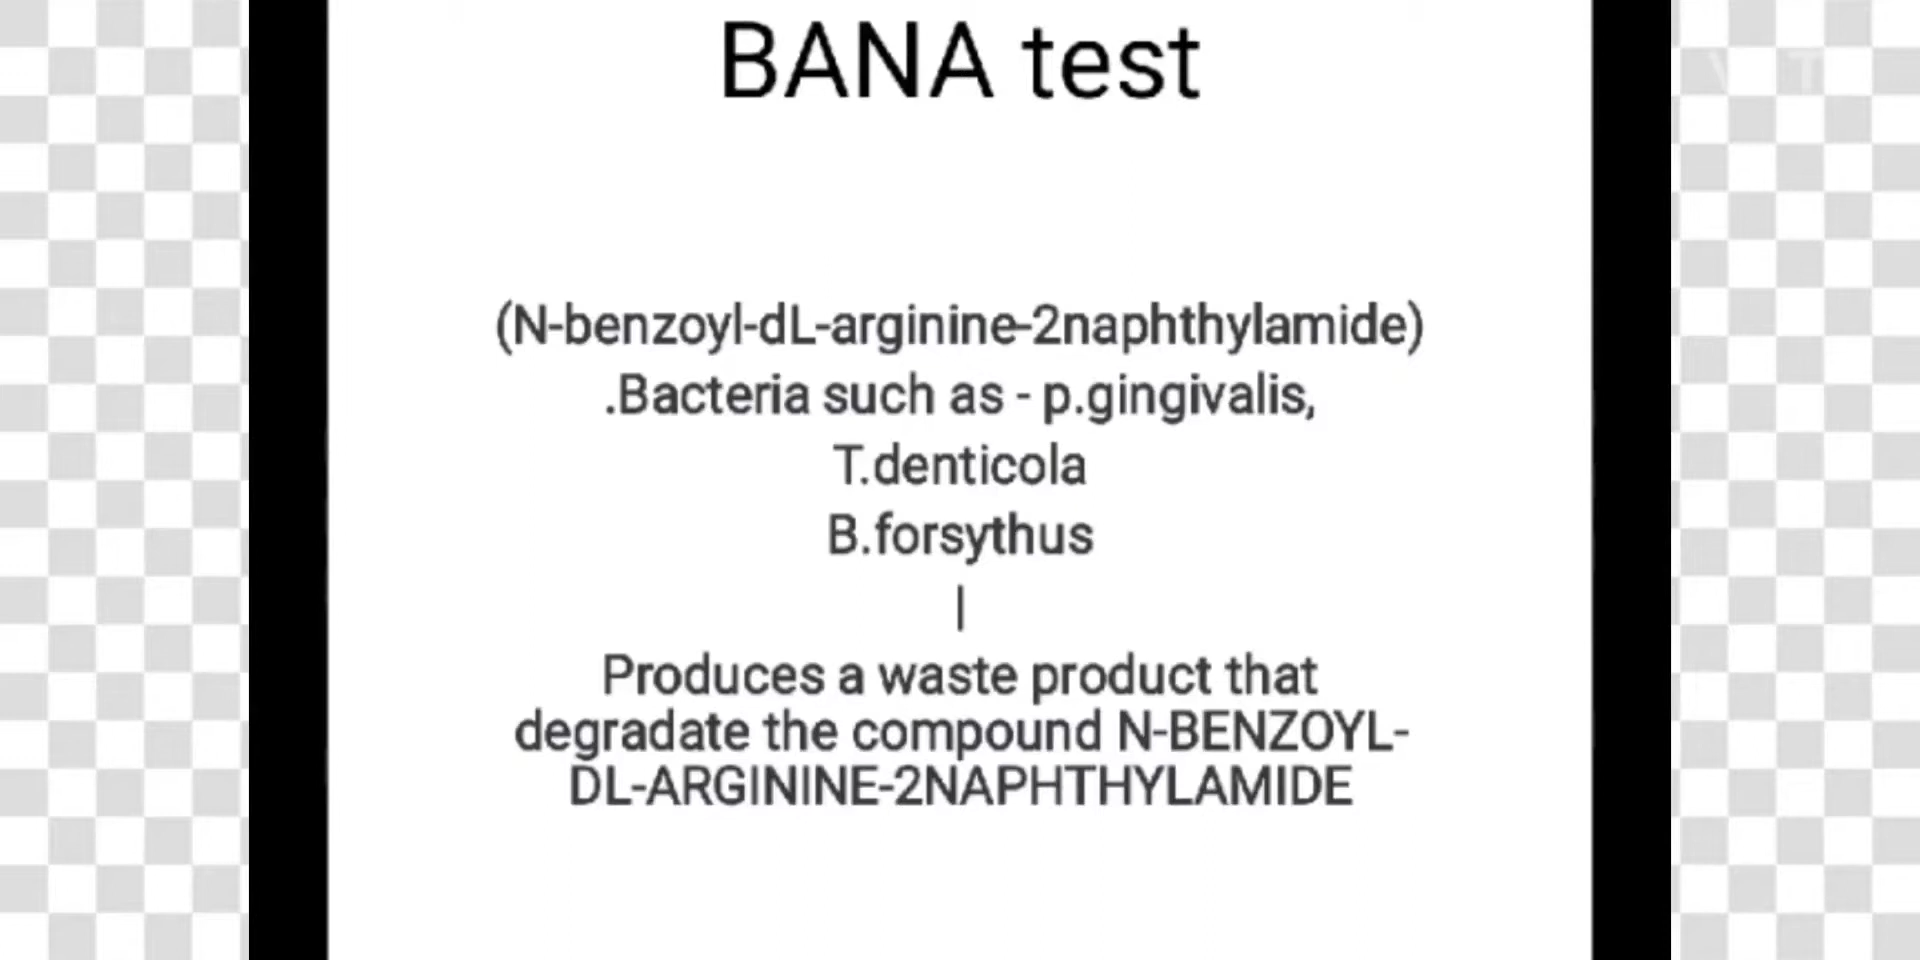 BANA test
(N-benzoyl-dL-arginine-2naphthylamide)
.Bacteria such as - p.gingivalis,
T.denticola
B.forsythus
|
Produces a waste product that
degradate the compound N-BENZOYL-
DL-ARGININE-2NAPHTHYLAMIDE